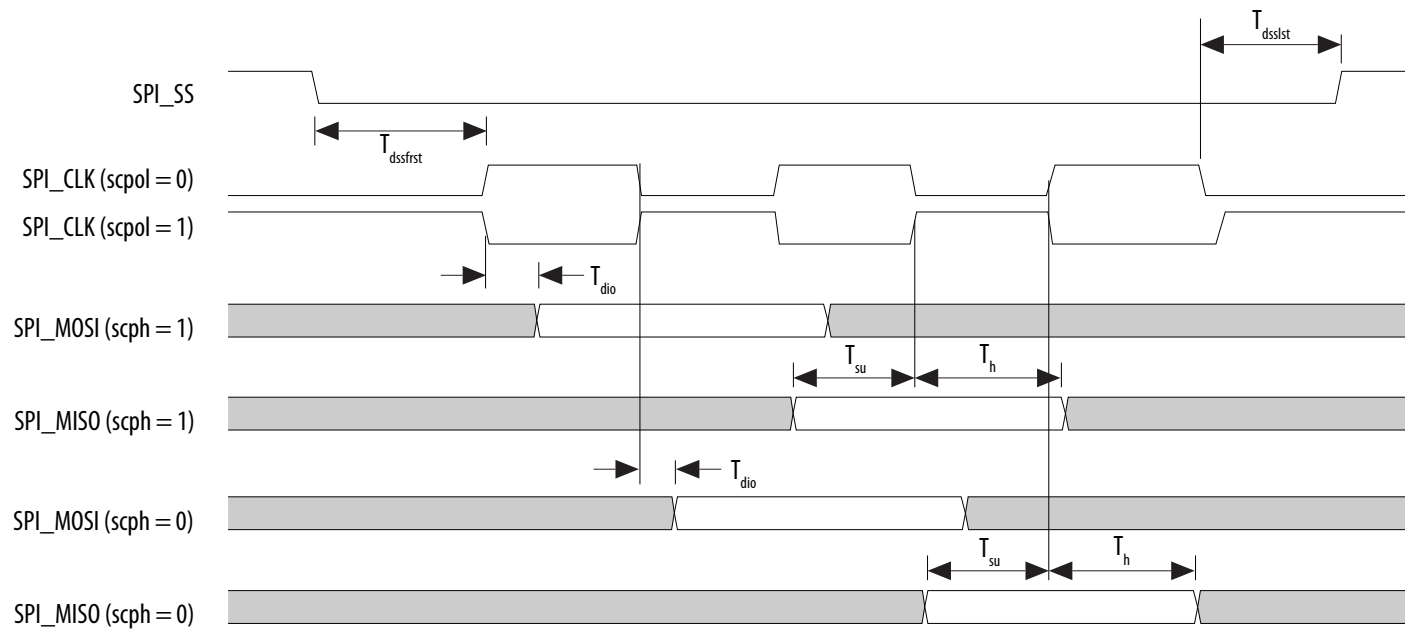 T_dsslst
SPI_SS
T_dssfrst
SPI_CLK (scpol = 0)
SPI_CLK (scpol = 1)
T_dio
SPI_MOSI (scph = 1)
T_su T_h
SPI_MISO (scph = 1)
T_dio
SPI_MOSI (scph = 0)
T_su T_h
SPI_MISO (scph = 0)